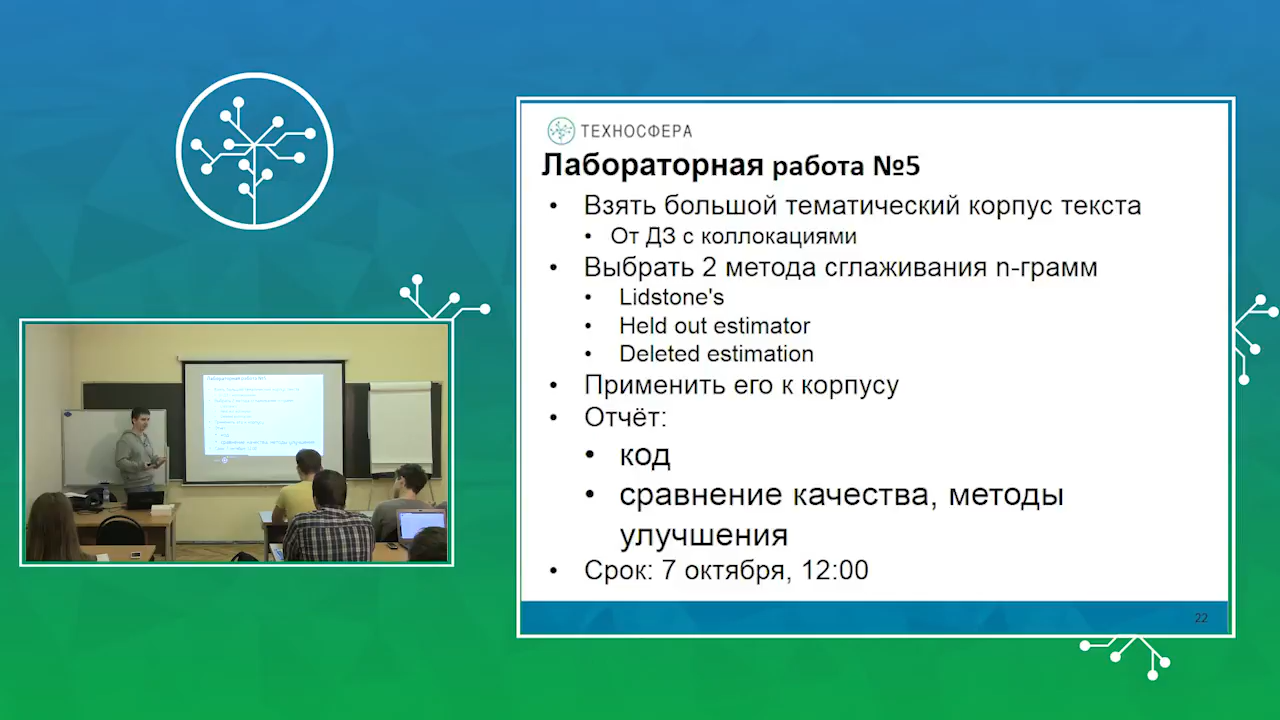 ТЕХНОСФЕРА
Лабораторная работа №5
• Взять большой тематический корпус текста
• От ДЗ с коллокациями
• Выбрать 2 метода сглаживания n-грамм
• Lidstone's
• Held out estimator
• Deleted estimation
• Применить его к корпусу
• Отчёт:
• код
• сравнение качества, методы
улучшения
• Срок: 7 октября, 12:00
22